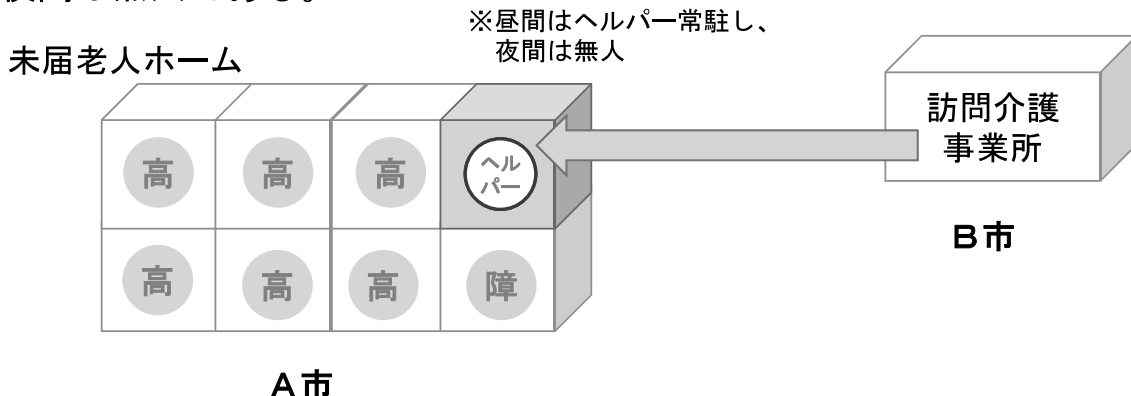 ※昼間はヘルパー常駐し、
夜間は無人
未届老人ホーム
訪問介護
事業所
高
高
高
ヘル
パー
高
高
高
障
B市
A市